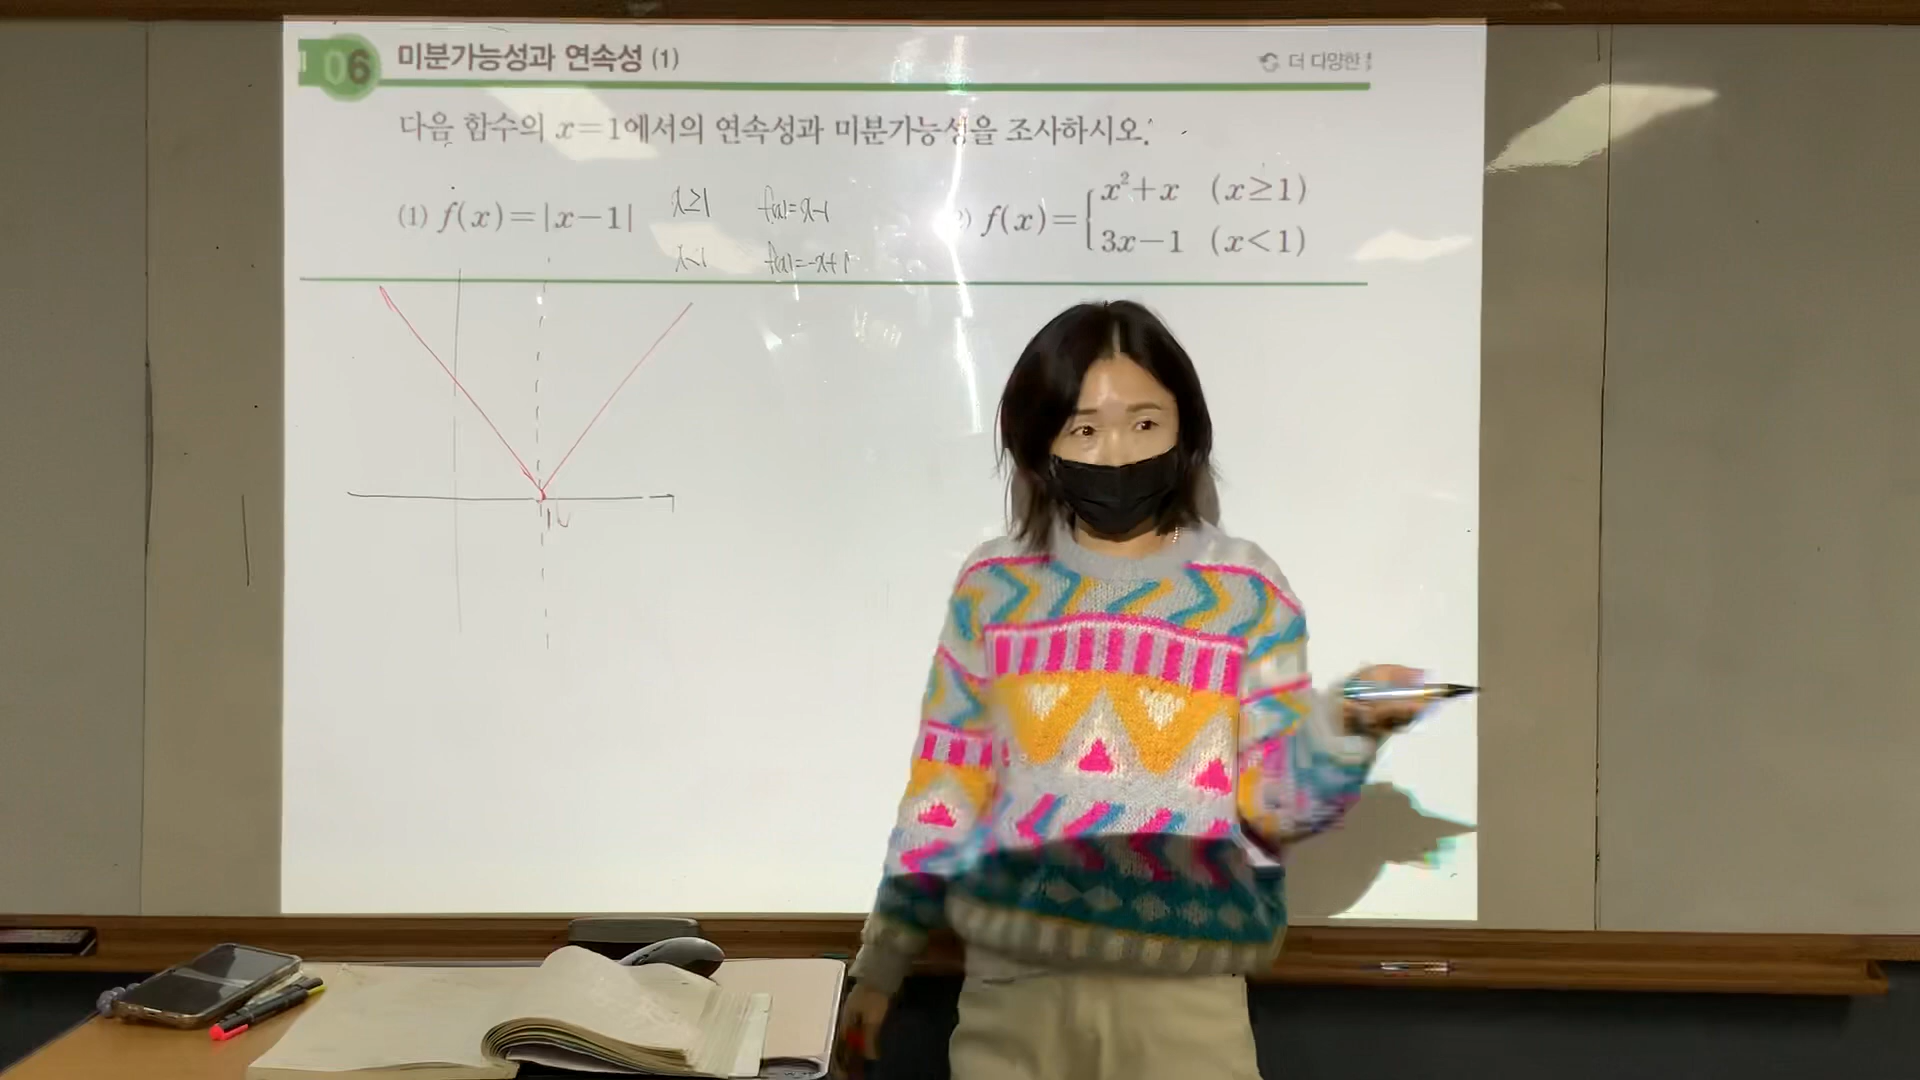 06 미분가능성과 연속성 (1)
더 다양한
다음 함수의 x=1에서의 연속성과 미분가능성을 조사하시오.
(1) f(x)=|x-1|
x≥1 f(x)=x-1
x<1 f(x)=-x+1
) f(x)={ x²+x (x≥1)
3x-1 (x<1)
1